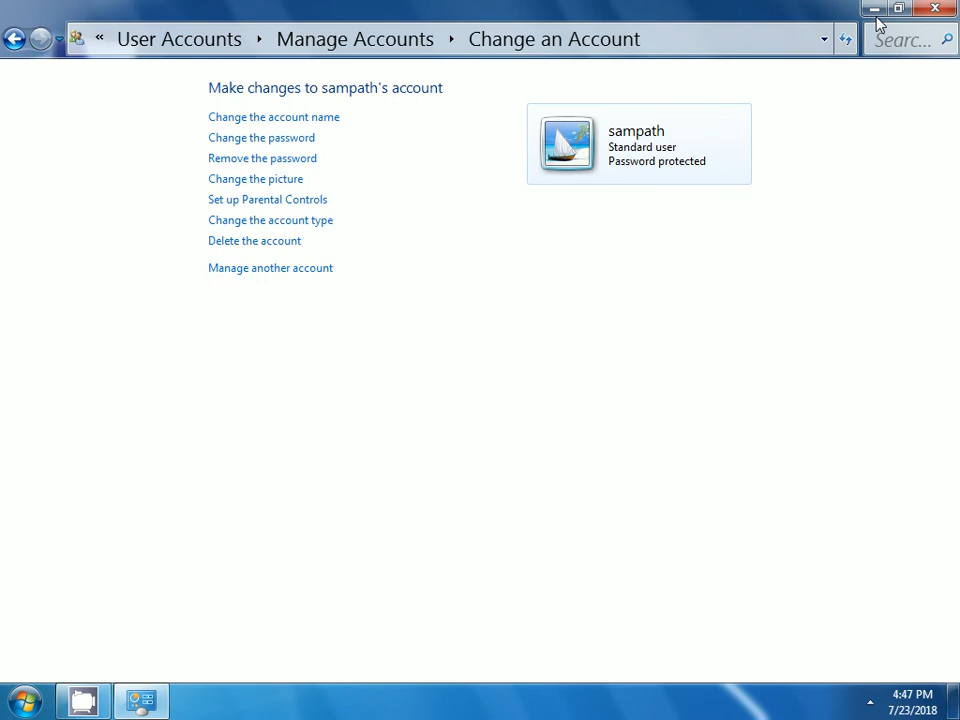 « User Accounts Manage Accounts Change an Account
Searc...
Make changes to sampath's account
Change the account name
Change the password
Remove the password
Change the picture
Set up Parental Controls
Change the account type
Delete the account
Manage another account
sampath
Standard user
Password protected
4:47 PM
7/23/2018